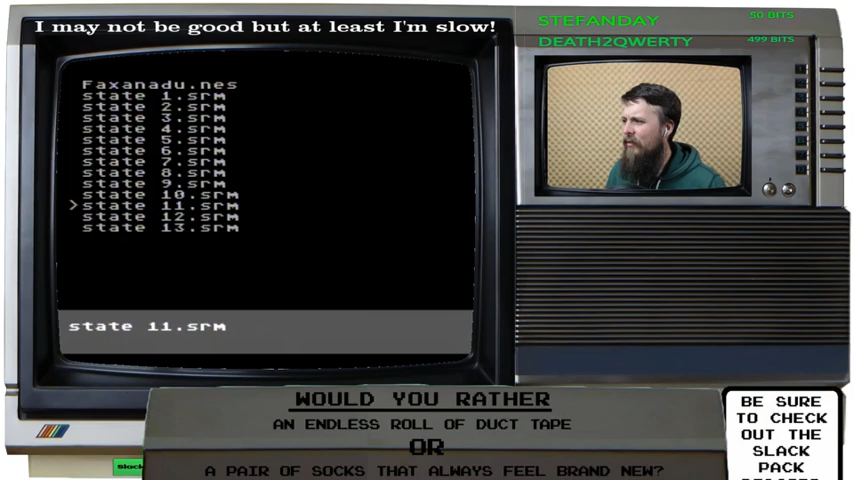 I may not be good but at least I'm slow!
STEFANDAY
50 BITS
DEATH2QWERTY
499 BITS
Faxanadu.nes
state 1.srm
state 2.srm
state 3.srm
state 4.srm
state 5.srm
state 6.srm
state 7.srm
state 8.srm
state 9.srm
state 10.srm
>state 11.srm
state 12.srm
state 13.srm
state 11.srm
WOULD YOU RATHER
AN ENDLESS ROLL OF DUCT TAPE
OR
A PAIR OF SOCKS THAT ALWAYS FEEL BRAND NEW?
BE SURE
TO CHECK
OUT THE
SLACK
PACK
Slack